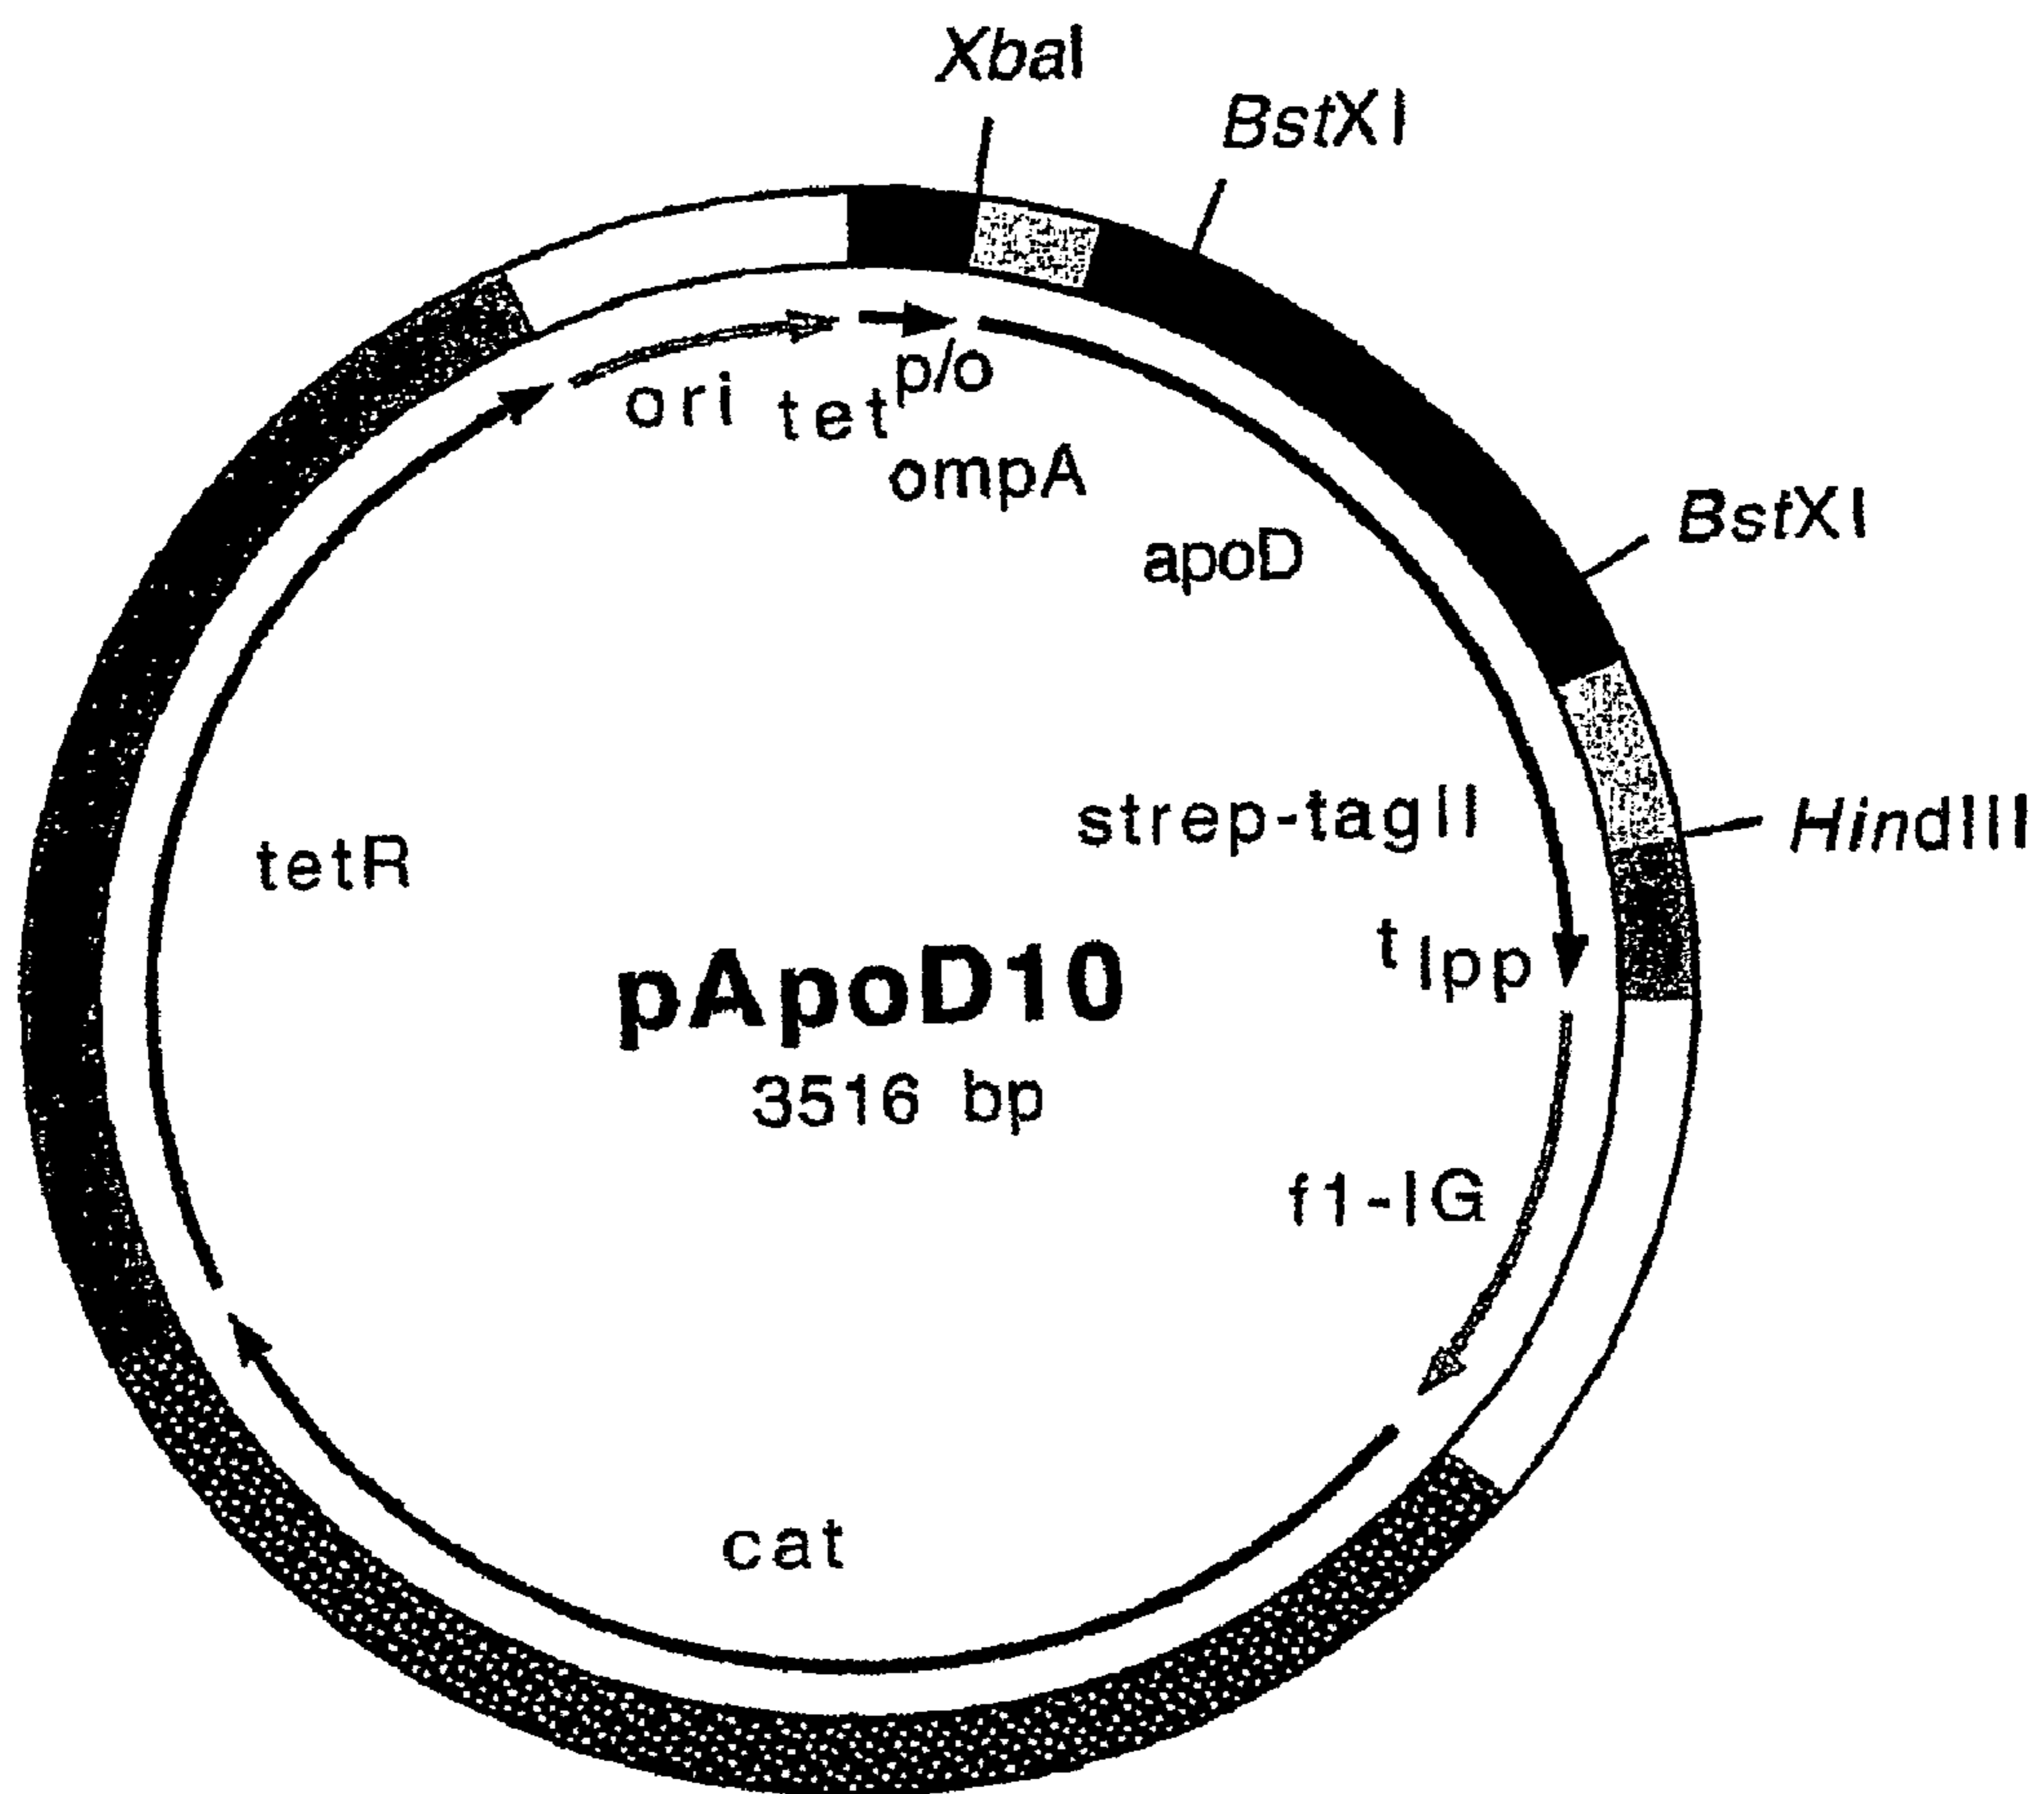 XbaI
BstXI
ori tet p/o
ompA
BstXI
apoD
strep-tagII
HindIII
tetR
t lpp
pApoD10
3516 bp
f1-IG
cat